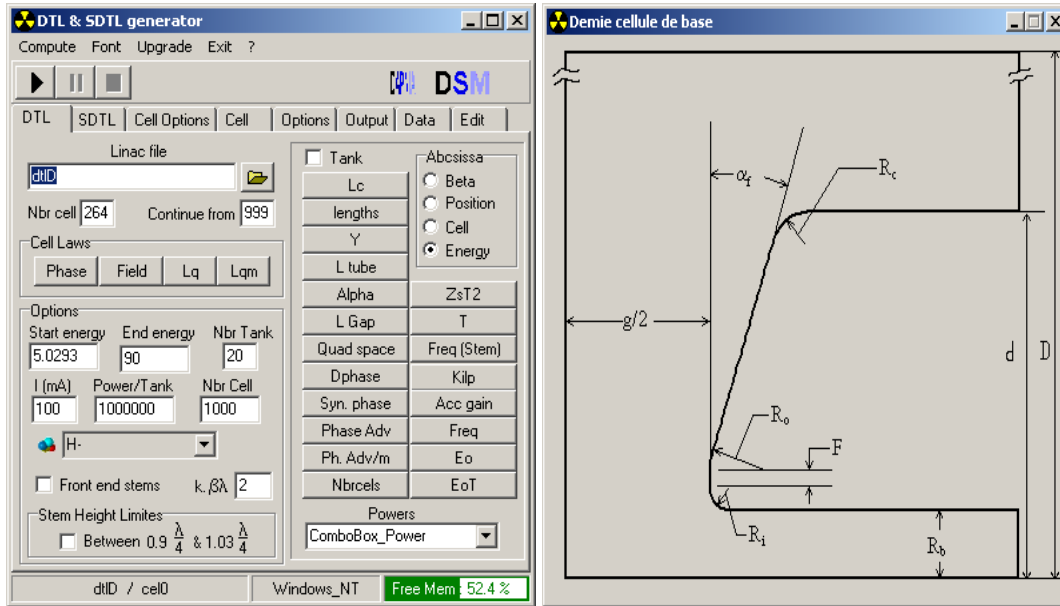 DTL & SDTL generator
Compute Font Upgrade Exit ?
DSM
DTL SDTL Cell Options Cell Options Output Data Edit
Linac file
dtlD
Nbr cell 264 Continue from 999
Cell Laws
Phase Field Lq Lqm
Options
Start energy End energy Nbr Tank
5.0293 90 20
I (mA) Power/Tank Nbr Cell
100 1000000 1000
H-
Front end stems k.βλ 2
Stem Height Limites
Between 0.9 λ/4 & 1.03 λ/4
Tank
Lc
lengths
Y
L tube
Alpha
L Gap
Quad space
Dphase
Syn. phase
Phase Adv
Ph. Adv/m
Nbrcels
Abcsissa
Beta
Position
Cell
Energy
ZsT2
T
Freq (Stem)
Kilp
Acc gain
Freq
Eo
EoT
Powers
ComboBox_Power
dtlD / cel0 Windows_NT Free Mem : 52.4 %
Demie cellule de base
αf
Rc
g/2
d
D
Ro
F
Ri
Rb